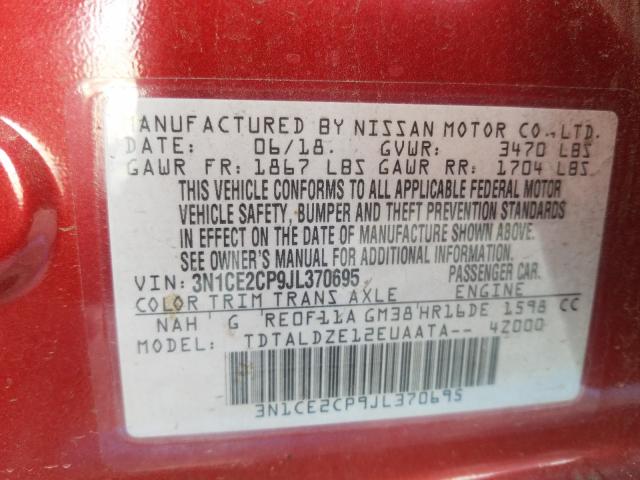 MANUFACTURED BY NISSAN MOTOR CO.,LTD.
DATE: 06/18. GVWR: 3470 LBS
GAWR FR: 1867 LBS GAWR RR: 1704 LBS
THIS VEHICLE CONFORMS TO ALL APPLICABLE FEDERAL MOTOR
VEHICLE SAFETY, BUMPER AND THEFT PREVENTION STANDARDS
IN EFFECT ON THE DATE OF MANUFACTURE SHOWN ABOVE.
SEE OWNER'S MANUAL FOR ADDITIONAL INFORMATION.
VIN: 3N1CE2CP9JL370695 PASSENGER CAR.
COLOR TRIM TRANS AXLE ENGINE
NAH G RE0F11A GM38 HR16DE 1598 CC
MODEL: TDTALDZE12EUAATA-- 4Z000
3N1CE2CP9JL370695